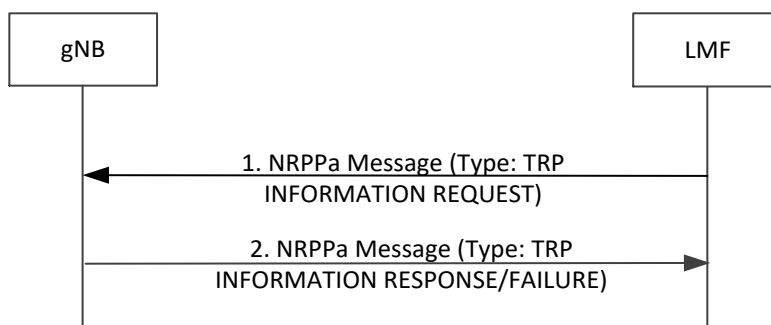 gNB
LMF
1. NRPPa Message (Type: TRP
INFORMATION REQUEST)
2. NRPPa Message (Type: TRP
INFORMATION RESPONSE/FAILURE)